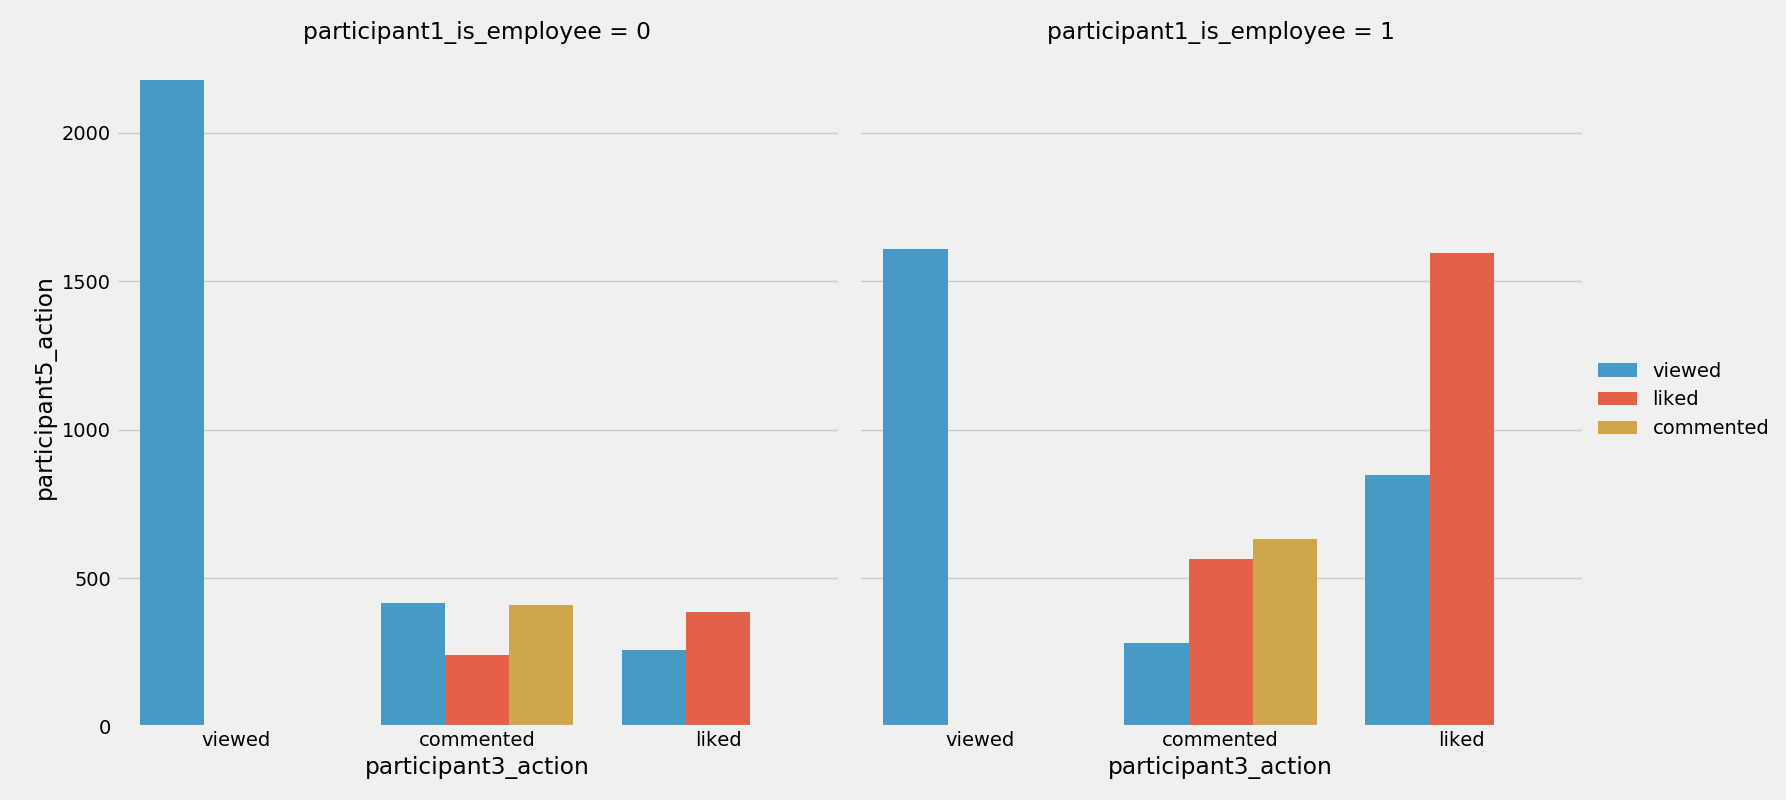 participant1_is_employee = 0
participant1_is_employee = 1
participant5_action
2000
1500
1000
500
0
viewed
commented
liked
participant3_action
viewed
commented
liked
participant3_action
viewed
liked
commented